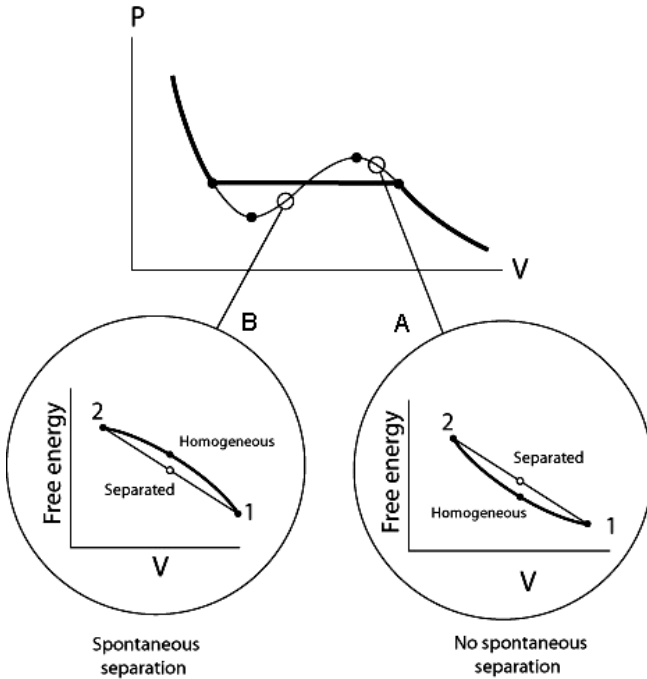 P
V
B
A
Free energy
2
Homogeneous
Separated
1
V
Free energy
2
Separated
Homogeneous
1
V
Spontaneous
separation
No spontaneous
separation